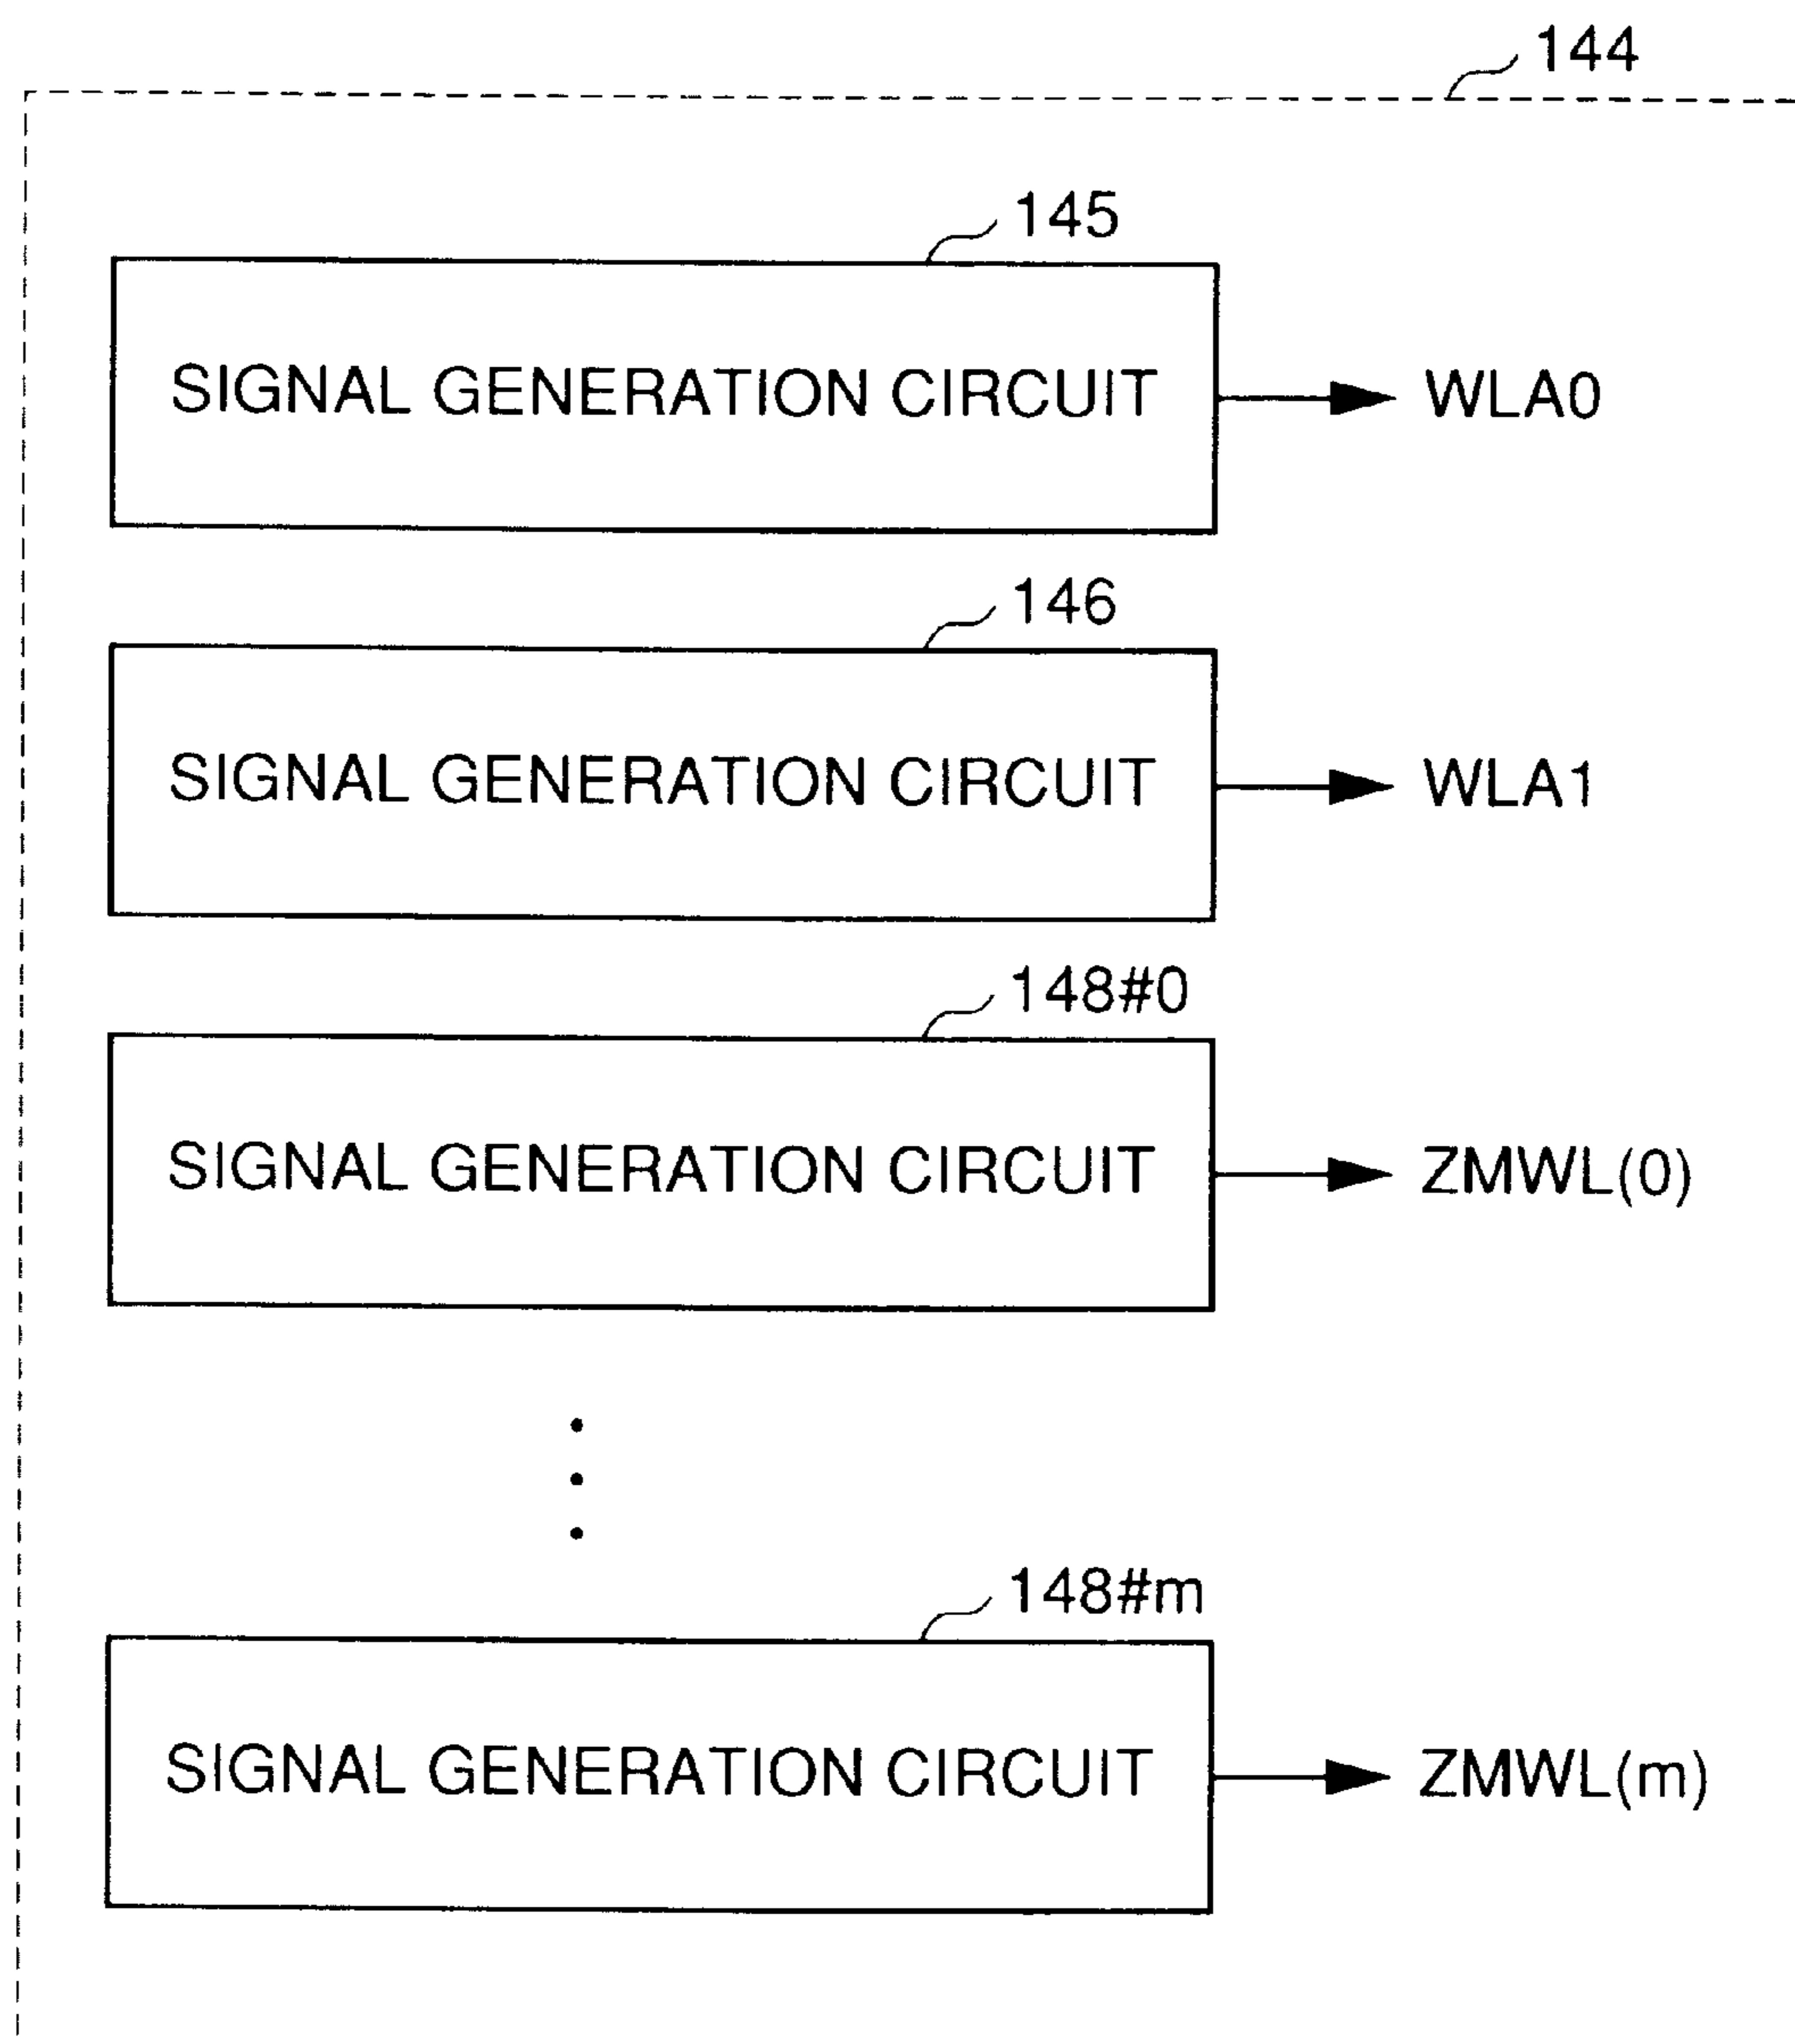 144
145
SIGNAL GENERATION CIRCUIT
WLA0
146
SIGNAL GENERATION CIRCUIT
WLA1
148#0
SIGNAL GENERATION CIRCUIT
ZMWL(0)
148#m
SIGNAL GENERATION CIRCUIT
ZMWL(m)